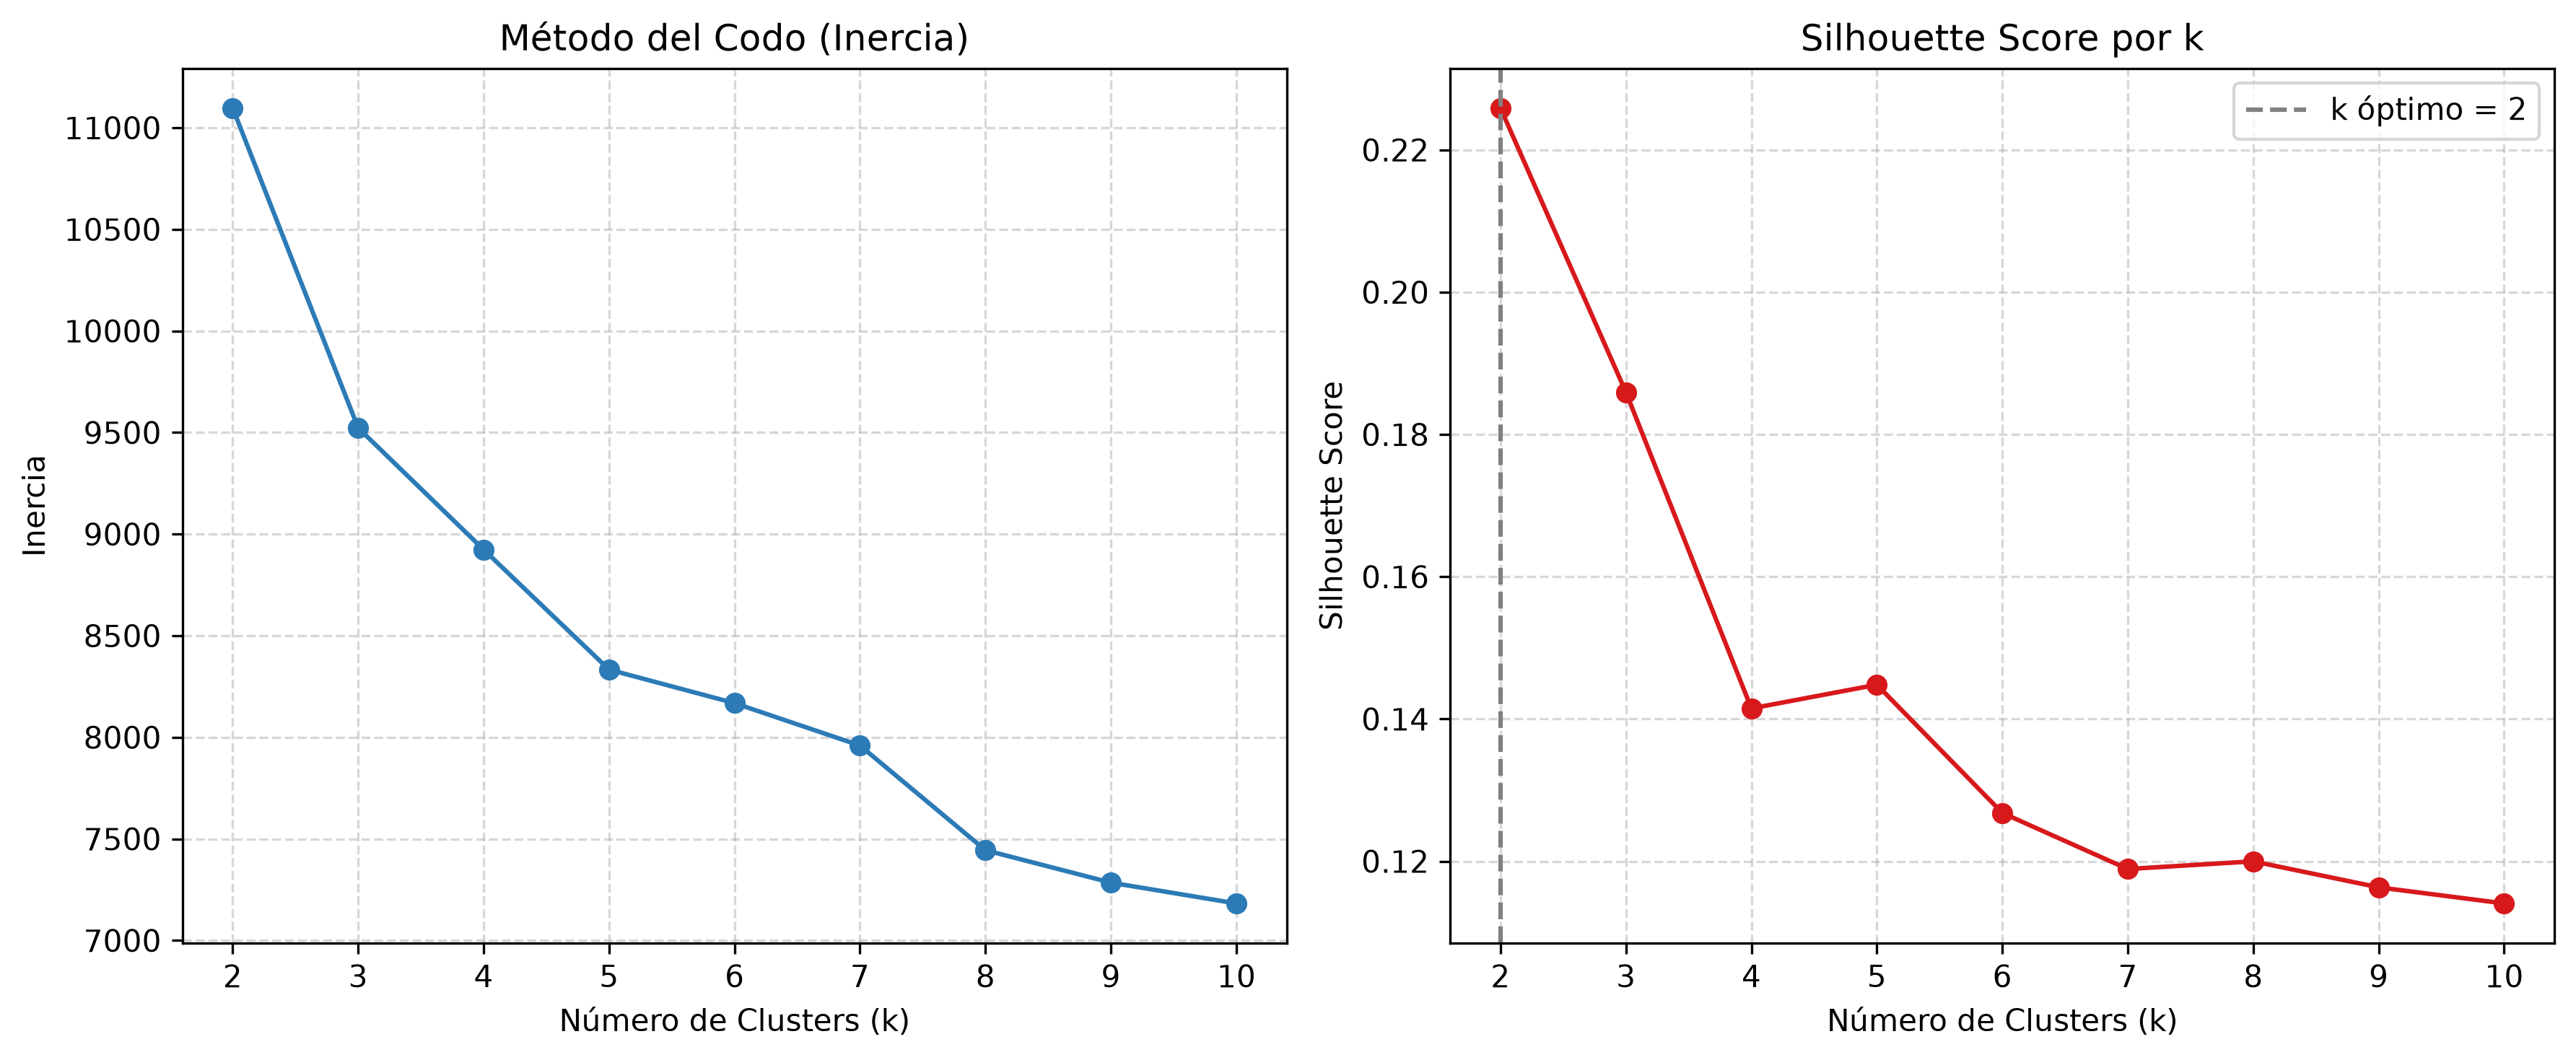 Método del Codo (Inercia)
11000
10500
10000
9500
9000
8500
8000
7500
7000
Inercia
2 3 4 5 6 7 8 9 10
Número de Clusters (k)
Silhouette Score por k
k óptimo = 2
0.22
0.20
0.18
0.16
0.14
0.12
Silhouette Score
2 3 4 5 6 7 8 9 10
Número de Clusters (k)